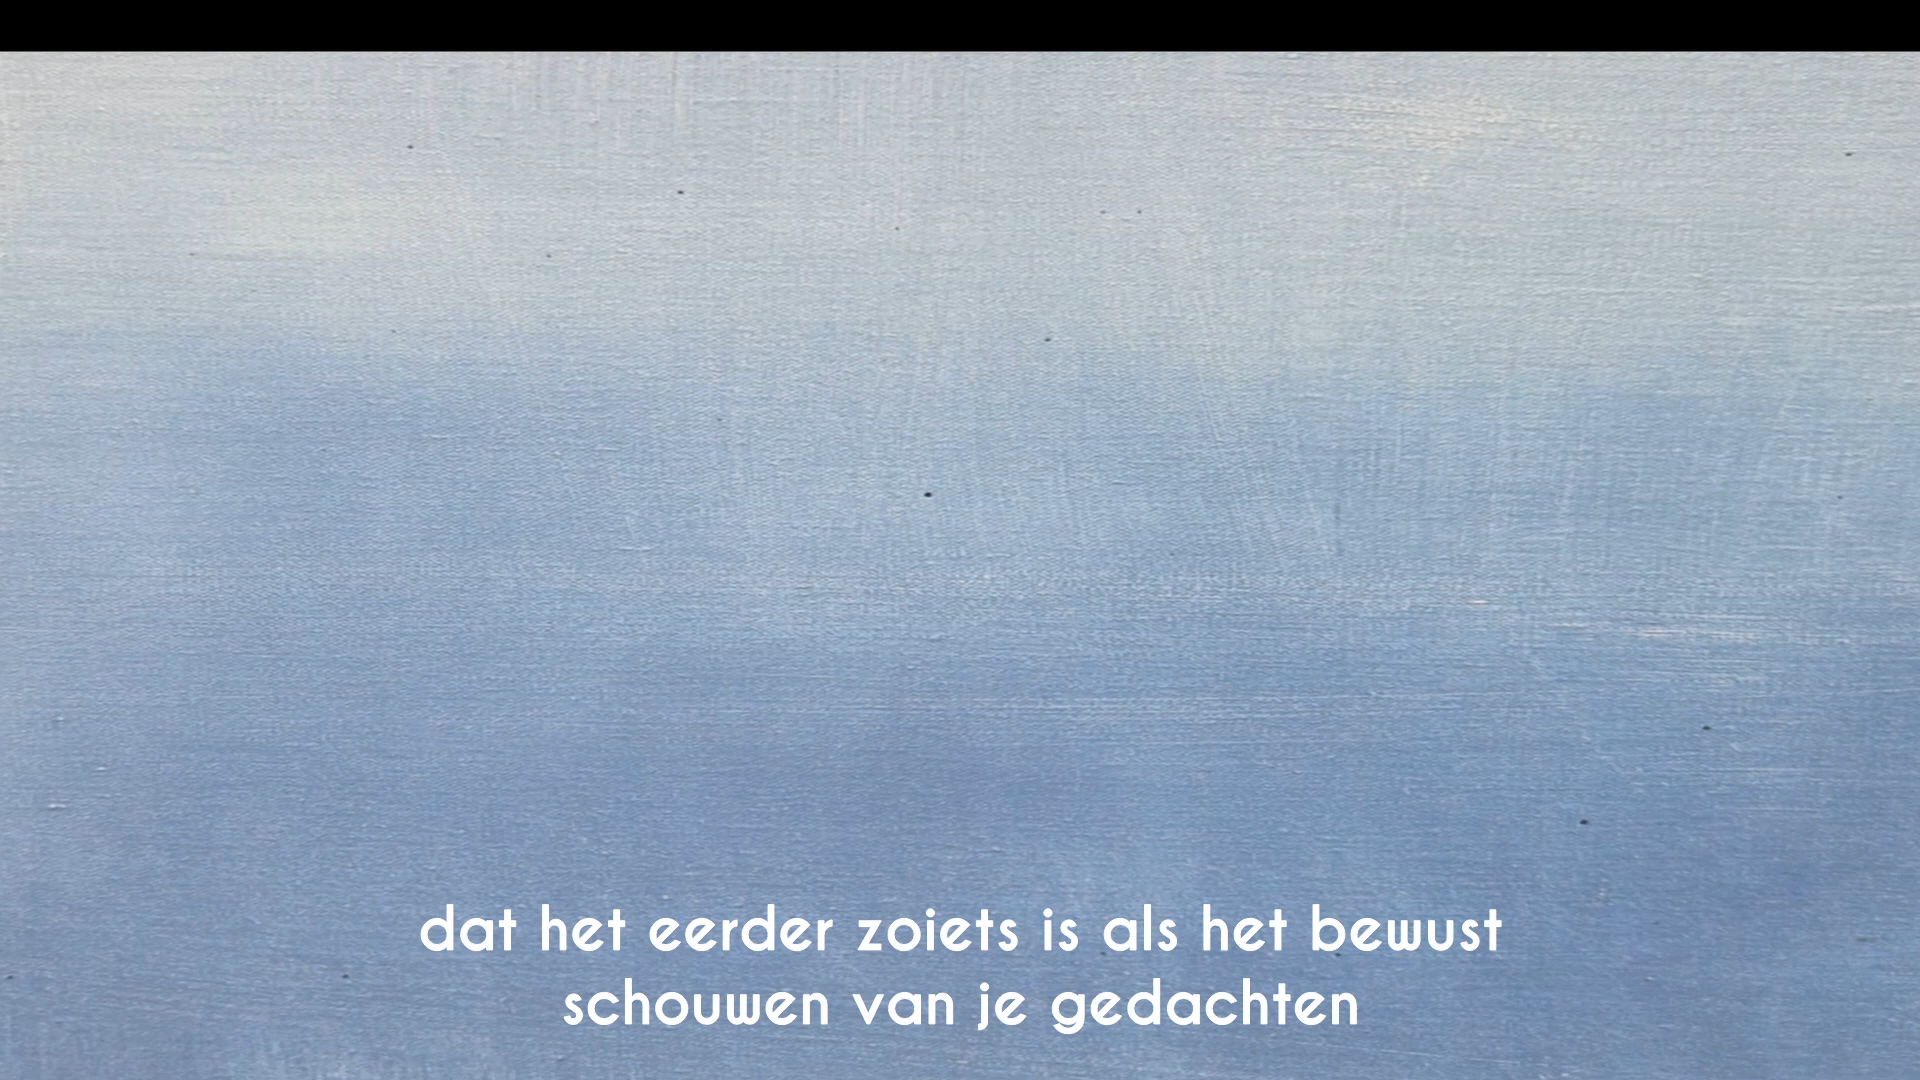 dat het eerder zoiets is als het bewust
schouwen van je gedachten